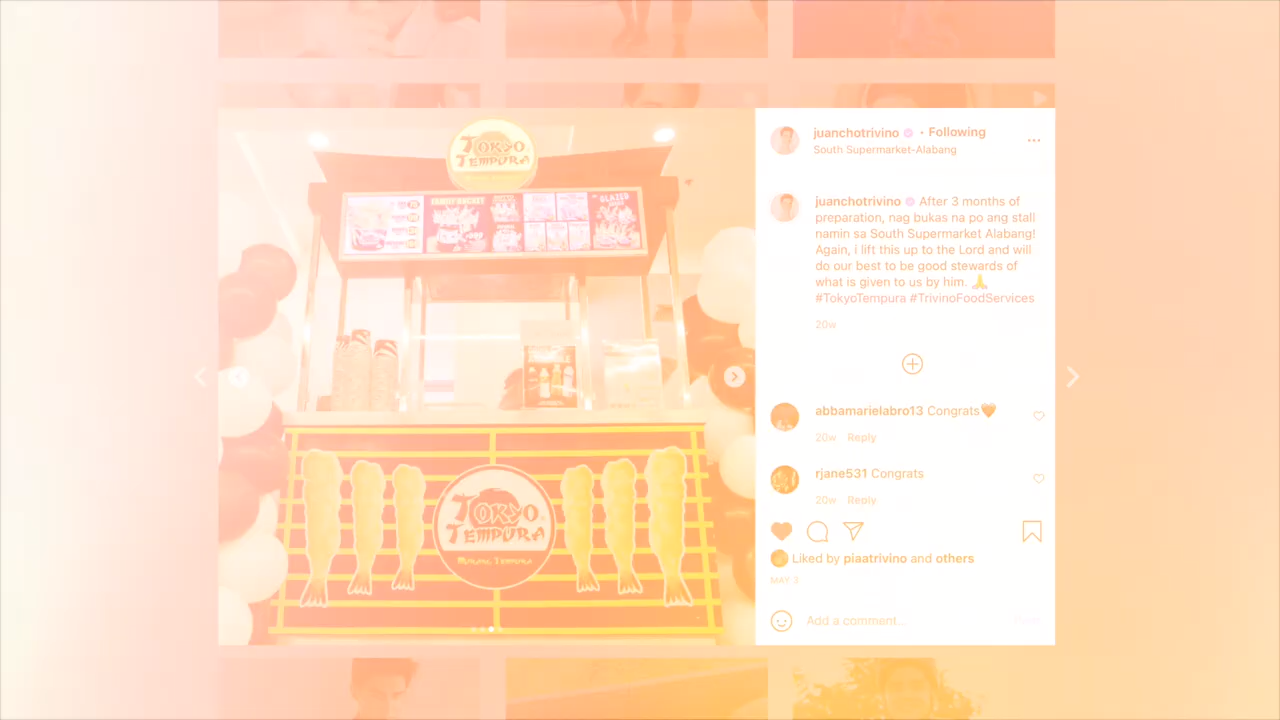 TOKYO
TEMPURA
FAMILY BUCKET
GLAZED
TOKYO
TEMPURA
juanchotrivino • Following
South Supermarket-Alabang
juanchotrivino After 3 months of
preparation, nag bukas na po ang stall
namin sa South Supermarket Alabang!
Again, i lift this up to the Lord and will
do our best to be good stewards of
what is given to us by him. 🙏
#TokyoTempura #TrivinoFoodServices
20w
abbamarielabro13 Congrats🧡
20w Reply
rjane531 Congrats
20w Reply
Liked by piaatrivino and others
MAY 3
Add a comment...
Post